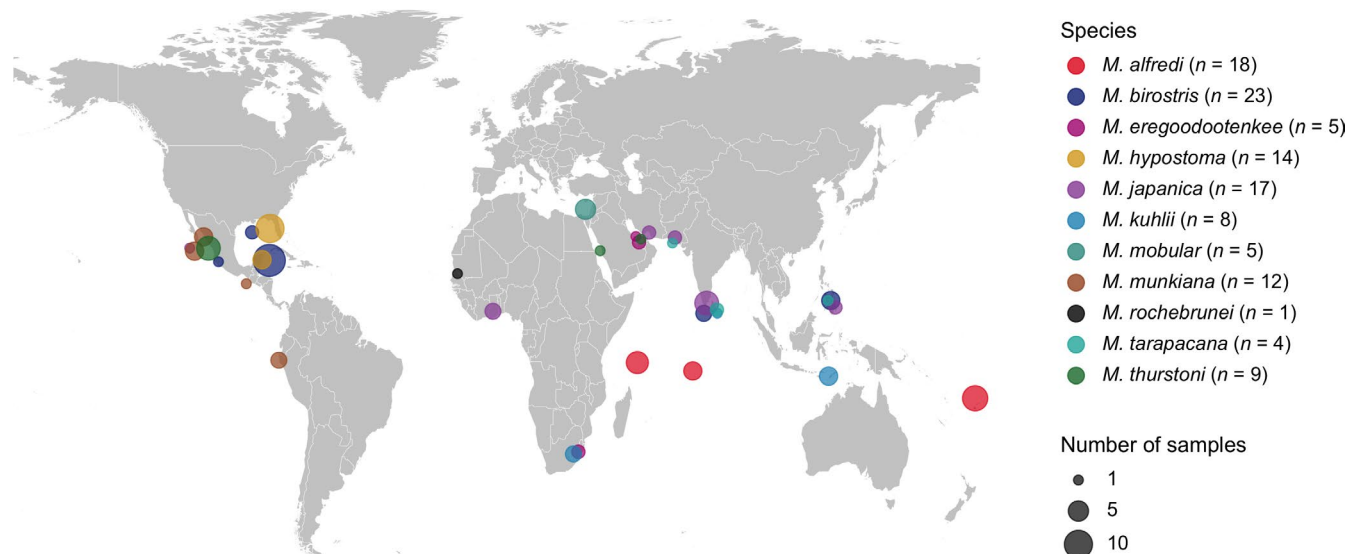 Species
M. alfredi (n = 18)
M. birostris (n = 23)
M. eregoodootenkee (n = 5)
M. hypostoma (n = 14)
M. japanica (n = 17)
M. kuhlii (n = 8)
M. mobular (n = 5)
M. munkiana (n = 12)
M. rochebrunei (n = 1)
M. tarapacana (n = 4)
M. thurstoni (n = 9)
Number of samples
1
5
10